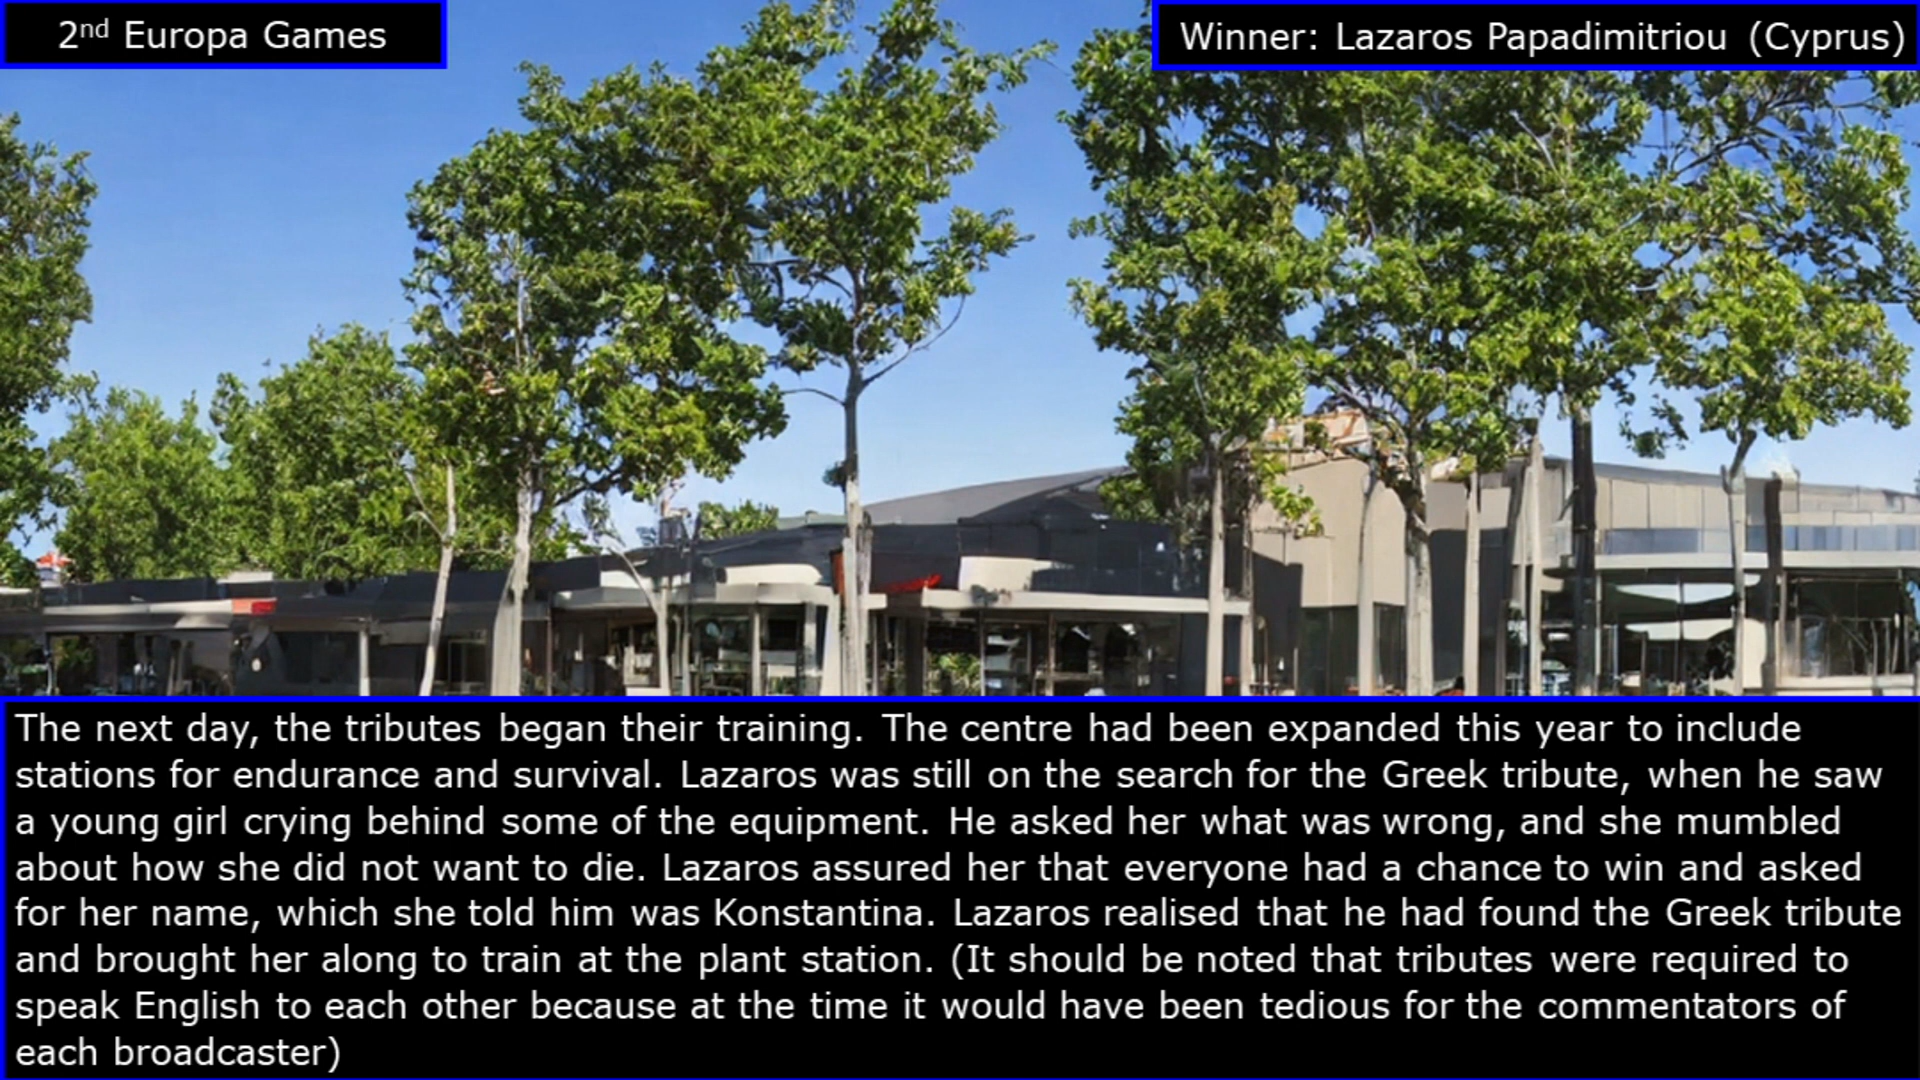 2nd Europa Games
Winner: Lazaros Papadimitriou (Cyprus)
The next day, the tributes began their training. The centre had been expanded this year to include
stations for endurance and survival. Lazaros was still on the search for the Greek tribute, when he saw
a young girl crying behind some of the equipment. He asked her what was wrong, and she mumbled
about how she did not want to die. Lazaros assured her that everyone had a chance to win and asked
for her name, which she told him was Konstantina. Lazaros realised that he had found the Greek tribute
and brought her along to train at the plant station. (It should be noted that tributes were required to
speak English to each other because at the time it would have been tedious for the commentators of
each broadcaster)